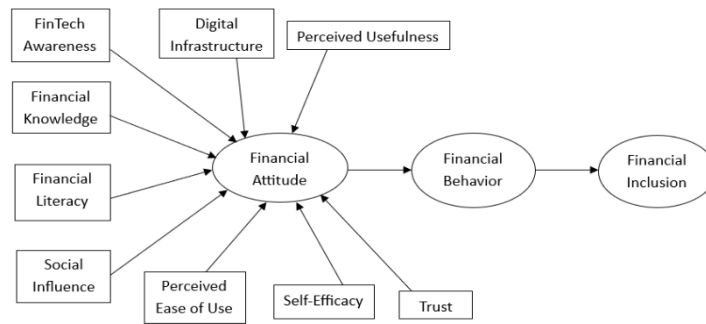 FinTech
Awareness
Digital
Infrastructure
Perceived Usefulness
Financial
Knowledge
Financial
Attitude
Financial
Behavior
Financial
Inclusion
Financial
Literacy
Social
Influence
Perceived
Ease of Use
Self-Efficacy
Trust